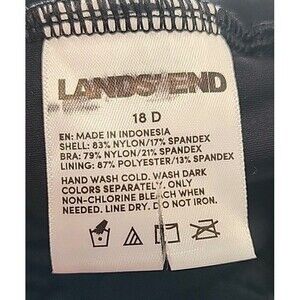 LANDS'END
18 D
EN: MADE IN INDONESIA
SHELL: 83% NYLON/17% SPANDEX
BRA: 79% NYLON/21% SPANDEX
LINING: 87% POLYESTER/13% SPANDEX
HAND WASH COLD. WASH DARK
COLORS SEPARATELY. ONLY
NON-CHLORINE BLEACH WHEN
NEEDED. LINE DRY. DO NOT IRON.